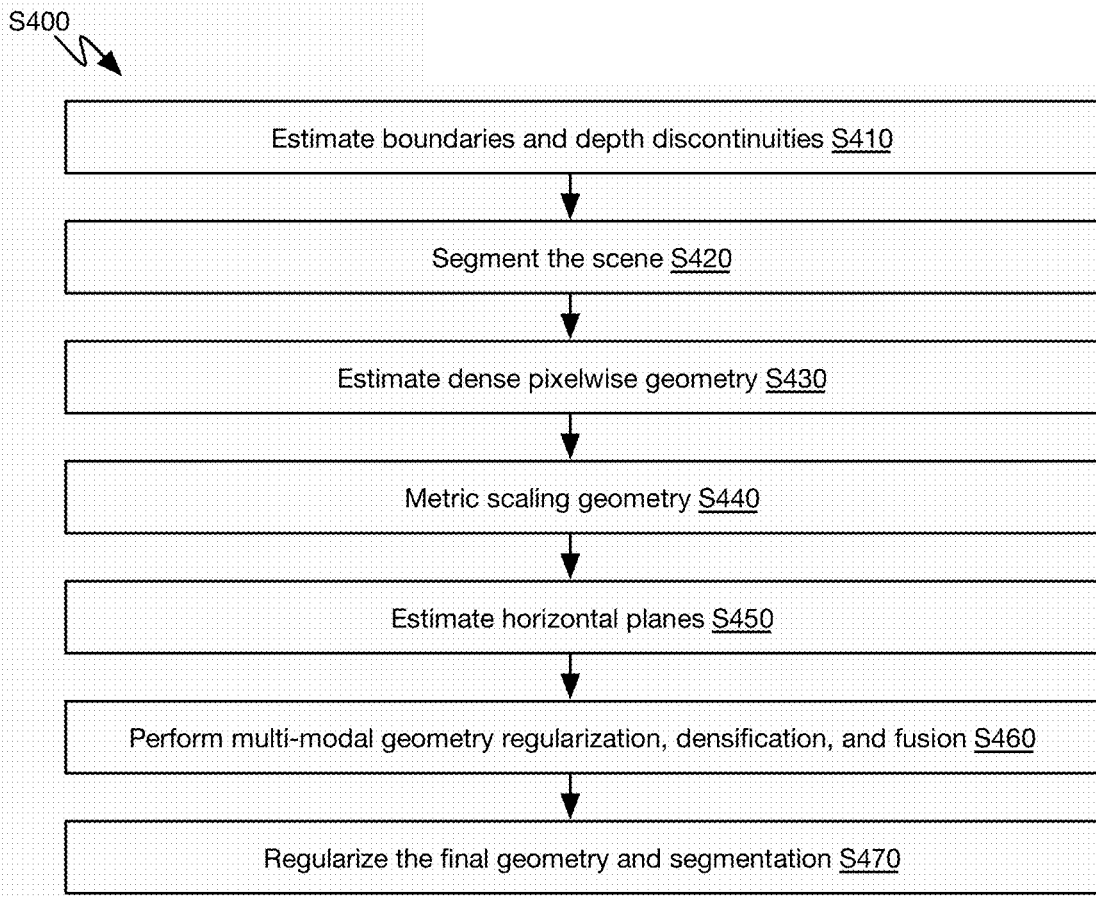 S400
Estimate boundaries and depth discontinuities S410
Segment the scene S420
Estimate dense pixelwise geometry S430
Metric scaling geometry S440
Estimate horizontal planes S450
Perform multi-modal geometry regularization, densification, and fusion S460
Regularize the final geometry and segmentation S470